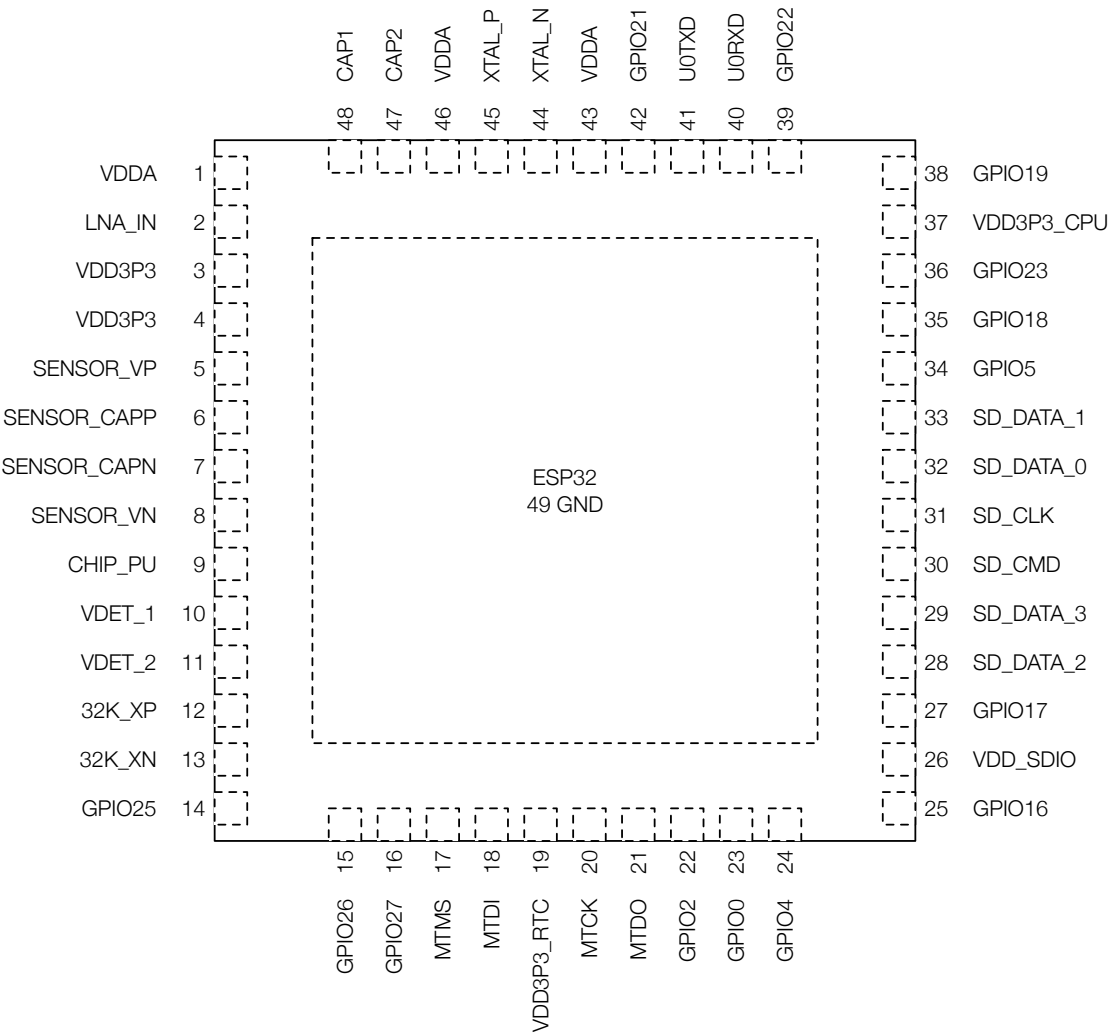 CAP1
CAP2
VDDA
XTAL_P
XTAL_N
VDDA
GPIO21
U0TXD
U0RXD
GPIO22
48
47
46
45
44
43
42
41
40
39
VDDA 1
LNA_IN 2
VDD3P3 3
VDD3P3 4
SENSOR_VP 5
SENSOR_CAPP 6
SENSOR_CAPN 7
SENSOR_VN 8
CHIP_PU 9
VDET_1 10
VDET_2 11
32K_XP 12
32K_XN 13
GPIO25 14
ESP32
49 GND
38 GPIO19
37 VDD3P3_CPU
36 GPIO23
35 GPIO18
34 GPIO5
33 SD_DATA_1
32 SD_DATA_0
31 SD_CLK
30 SD_CMD
29 SD_DATA_3
28 SD_DATA_2
27 GPIO17
26 VDD_SDIO
25 GPIO16
15
16
17
18
19
20
21
22
23
24
GPIO26
GPIO27
MTMS
MTDI
VDD3P3_RTC
MTCK
MTDO
GPIO2
GPIO0
GPIO4